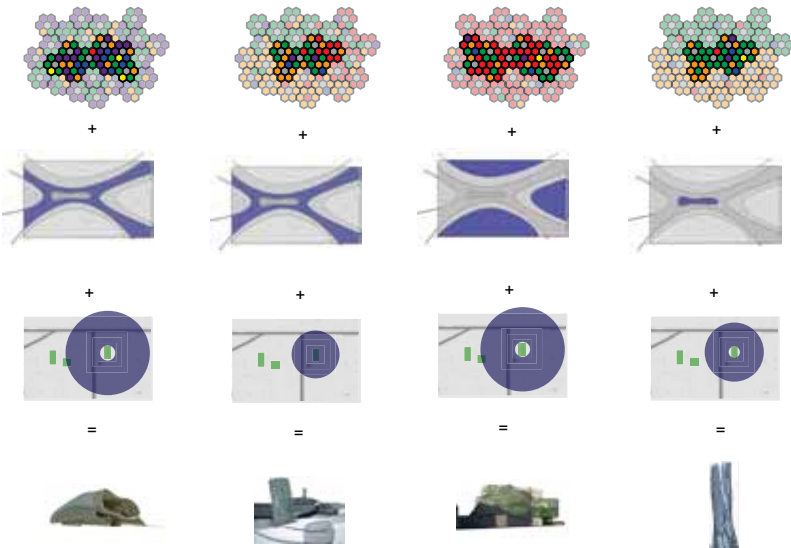 + + + +
+ + + +
= = = =